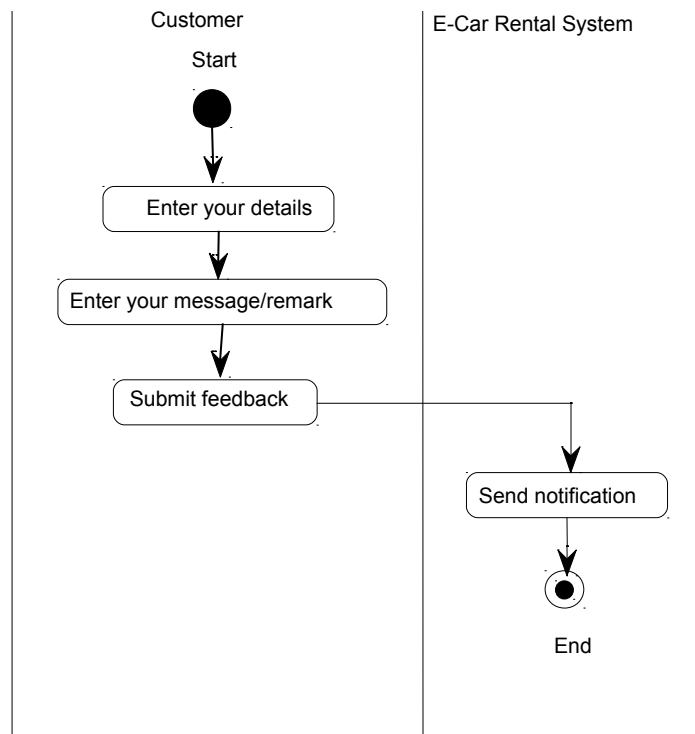 Customer
E-Car Rental System
Start
Enter your details
Enter your message/remark
Submit feedback
Send notification
End